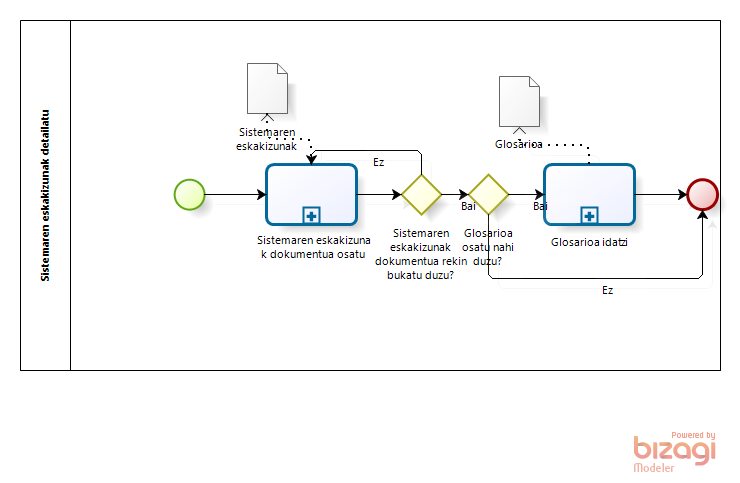 Sistemaren eskakizunak detailatu
Sistemaren
eskakizunak
Glosarioa
Ez
Bai
Bai
Sistemaren eskakizuna
k dokumentua osatu
Sistemaren
eskakizunak
dokumentua rekin
bukatu duzu?
Glosarioa
osatu nahi
duzu?
Glosarioa idatzi
Ez
Powered by
bizagi
Modeler